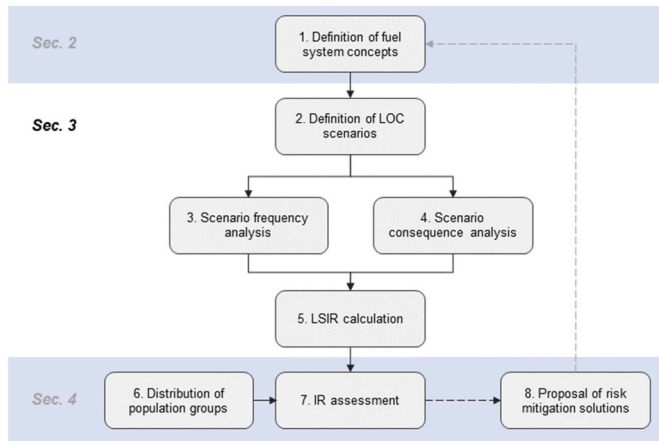 Sec. 2
1. Definition of fuel
system concepts
Sec. 3
2. Definition of LOC
scenarios
3. Scenario frequency
analysis
4. Scenario
consequence analysis
5. LSIR calculation
Sec. 4
6. Distribution of
population groups
7. IR assessment
8. Proposal of risk
mitigation solutions